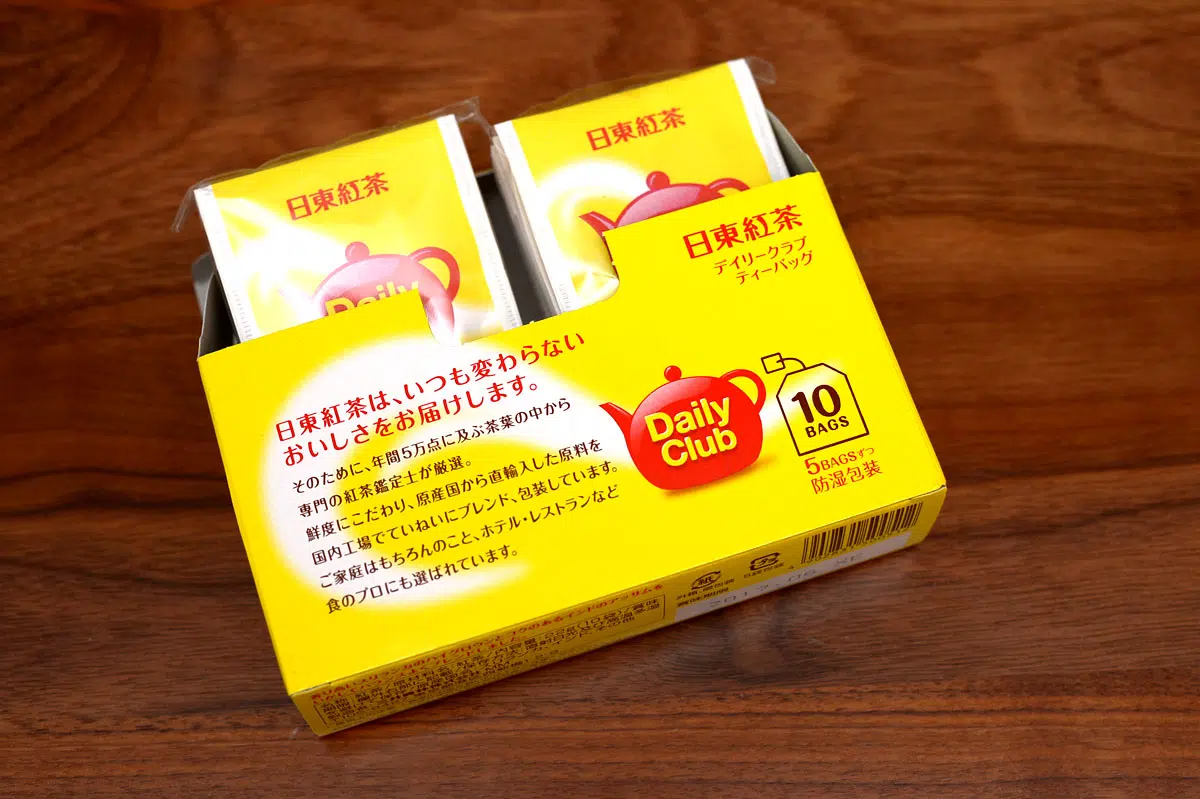 日東紅茶
Daily
日東紅茶
日東紅茶
デイリークラブ
ティーバッグ
日東紅茶は、いつも変わらない
おいしさをお届けします。
そのために、年間5万点に及ぶ茶葉の中から
専門の紅茶鑑定士が厳選。
鮮度にこだわり、原産国から直輸入した原料を
国内工場でていねいにブレンド、包装しています。
ご家庭はもちろんのこと、ホテル・レストランなど
食のプロにも選ばれています。
Daily
Club
10
BAGS
5BAGSずつ
防湿包装
紙
プラ
賞味期限